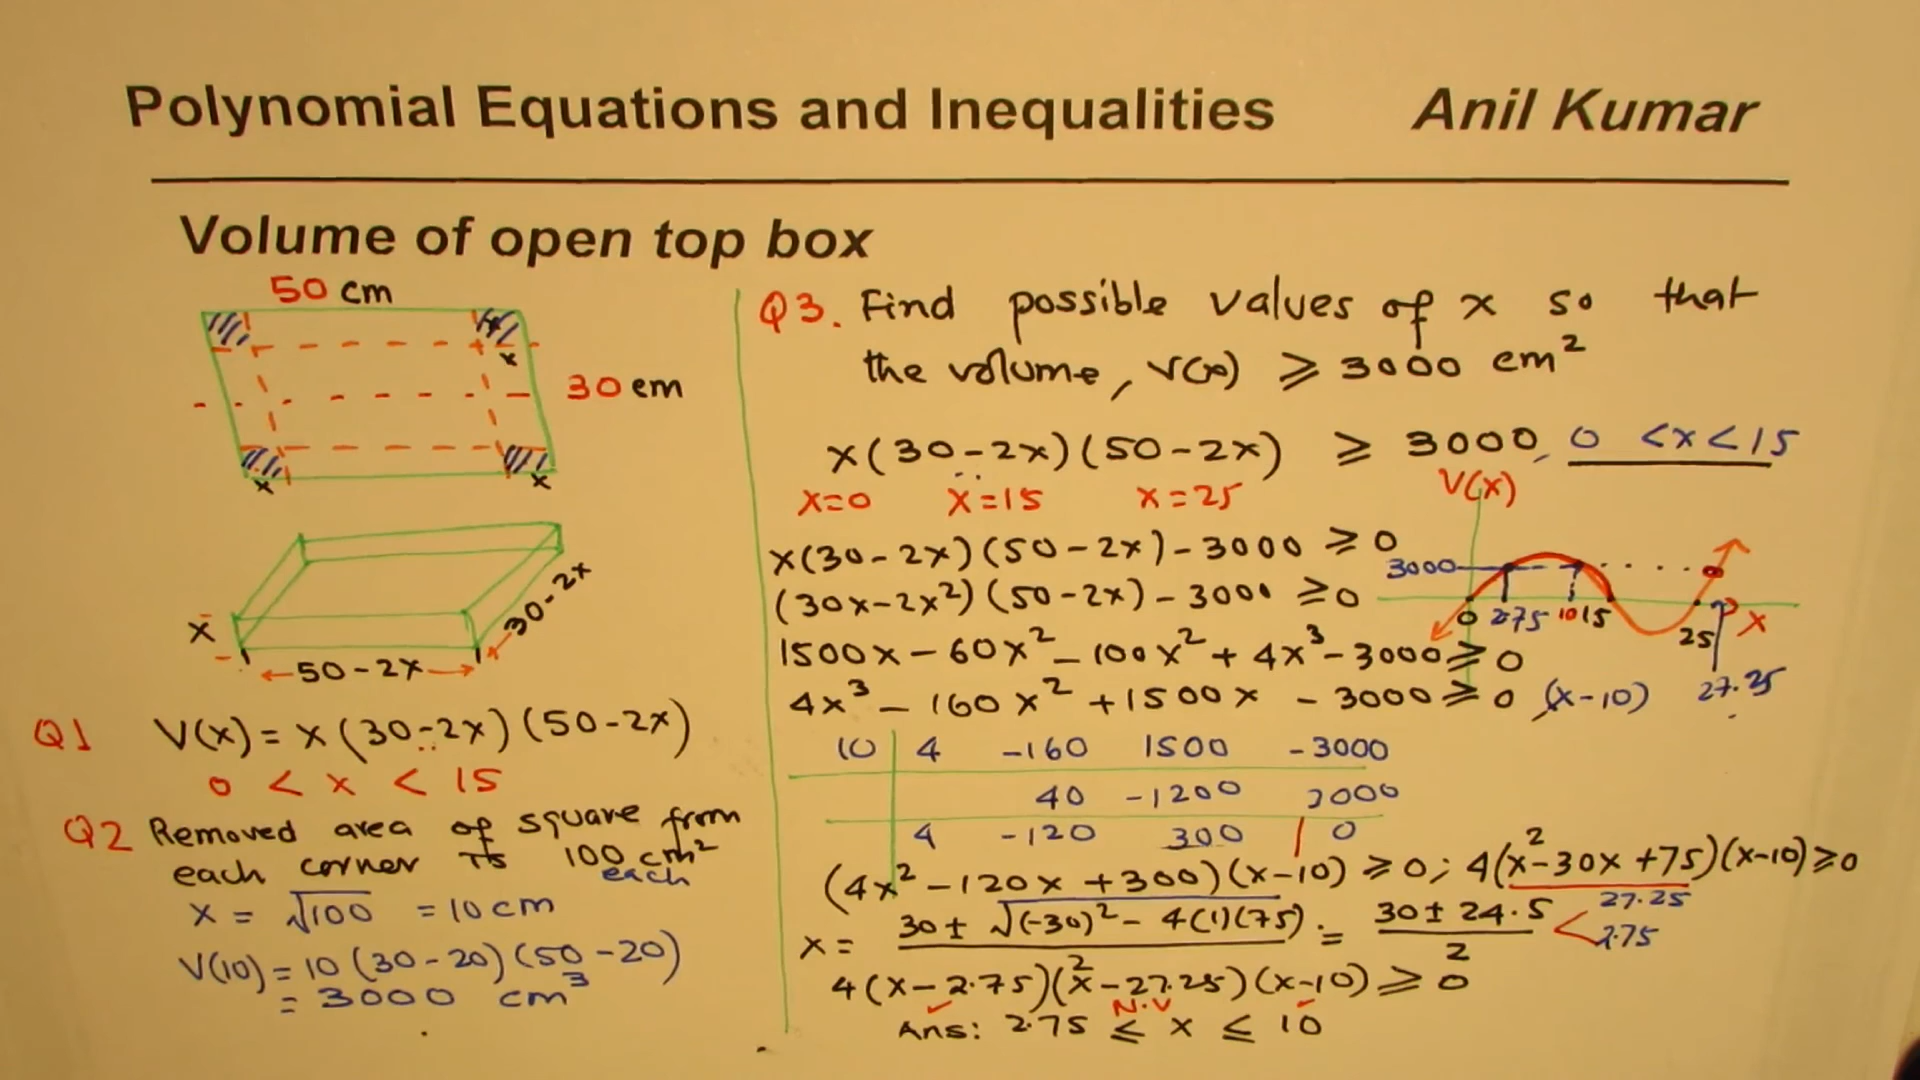 Polynomial Equations and Inequalities Anil Kumar
Volume of open top box
50 cm
x
x
30 cm
x
x
x
50-2x
30-2x
Q1 V(x) = x(30-2x)(50-2x)
0 < x < 15
Q2 Removed area of square from
each corner is 100 cm²
each
x = √100 = 10 cm
V(10) = 10(30-20)(50-20)
= 3000 cm³
Q3. Find possible values of x so that
the volume, V(x) ≥ 3000 cm²
x(30-2x)(50-2x) ≥ 3000, 0 < x < 15
x=0 x=15 x=25
x(30-2x)(50-2x) - 3000 ≥ 0
(30x-2x²)(50-2x) - 3000 ≥ 0
1500x - 60x² - 100x² + 4x³ - 3000 ≥ 0
4x³ - 160x² + 1500x - 3000 ≥ 0 (x-10)
V(x)
3000
0 2.75 10 15 25 x
27.25
10 4 -160 1500 -3000
40 -1200 3000
4 -120 300 0
(4x² - 120x + 300)(x-10) ≥ 0; 4(x²-30x+75)(x-10) ≥ 0
x = 30 ± √(-30)² - 4(1)(75) / 2 = 30 ± 24.5 / 2 < 27.25
2.75
4(x-2.75)(x-27.25)(x-10) ≥ 0
N.V
Ans: 2.75 ≤ x ≤ 10